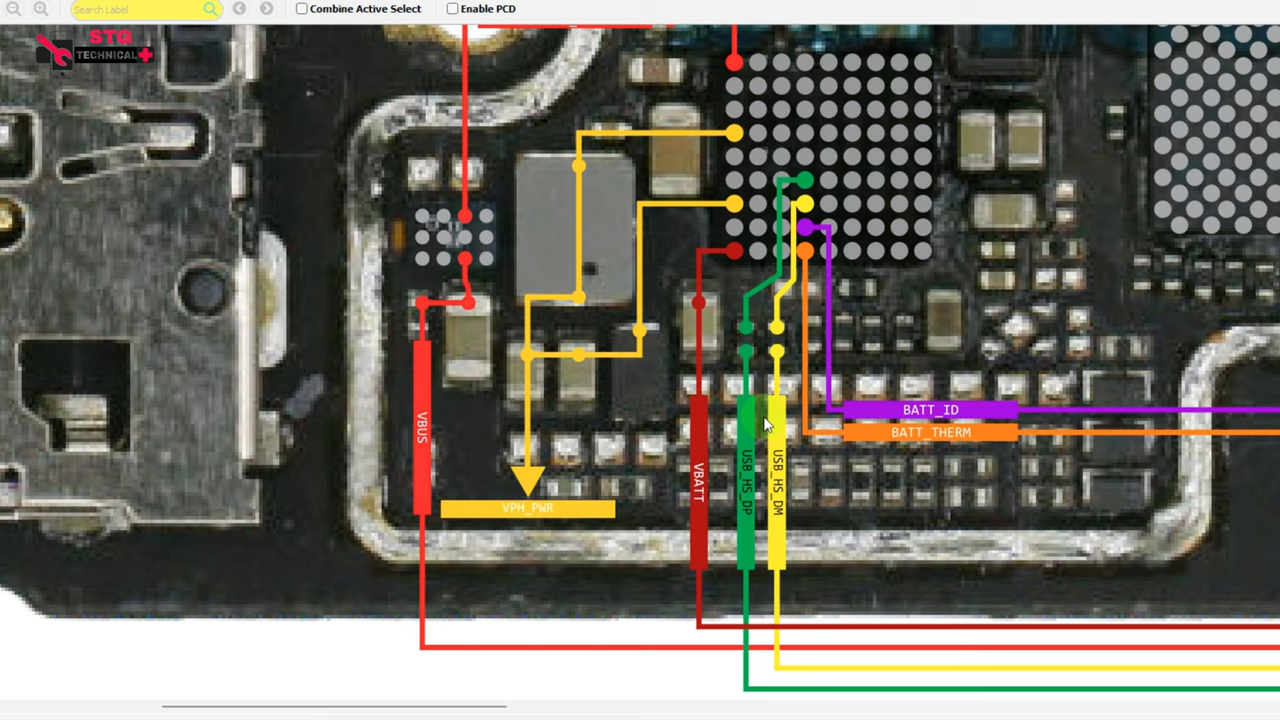 Search Label
Combine Active Select
Enable PCD
STG
TECHNICAL
VBUS
VPH_PWR
VBATT
USB_HS_DP
USB_HS_DM
BATT_ID
BATT_THERM